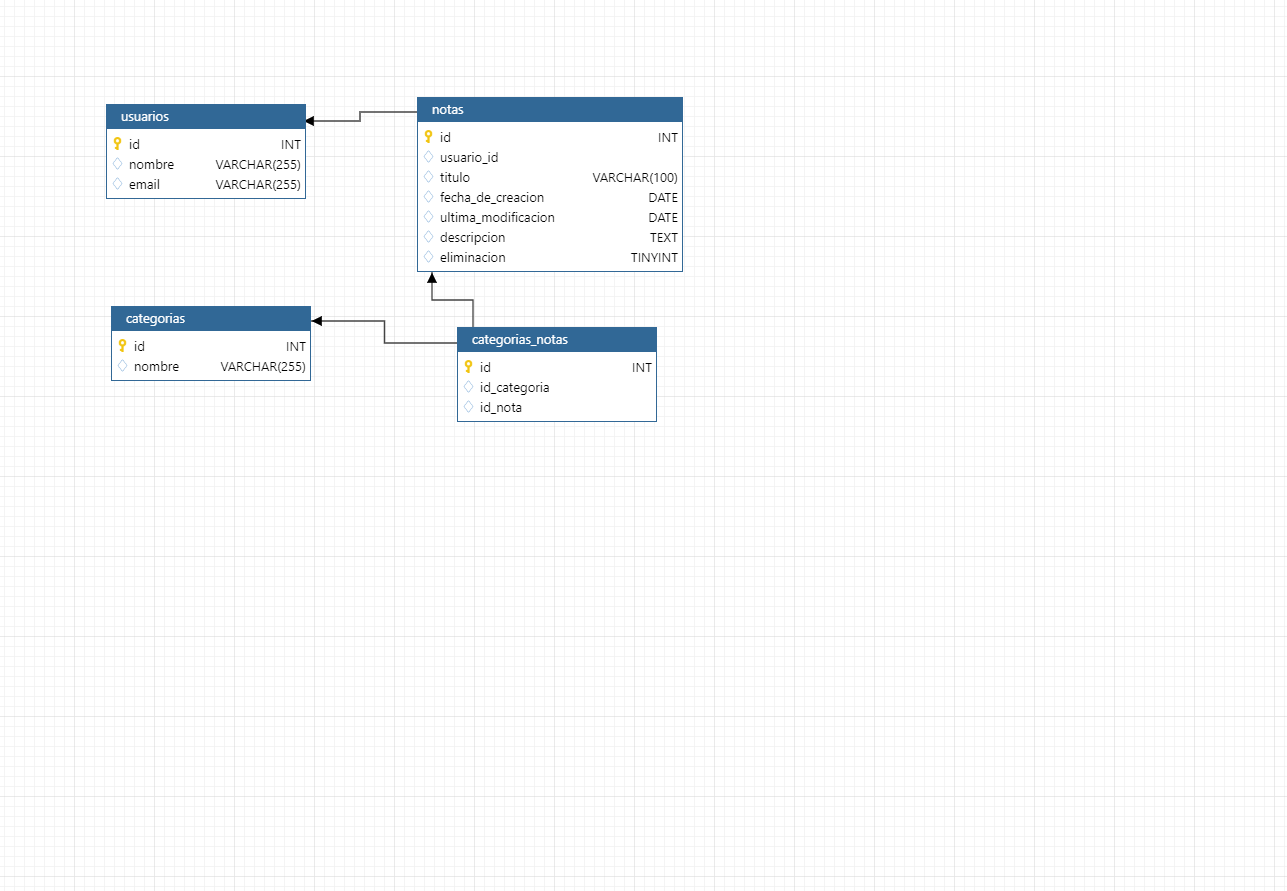 usuarios
id INT
nombre VARCHAR(255)
email VARCHAR(255)
notas
id INT
usuario_id
titulo VARCHAR(100)
fecha_de_creacion DATE
ultima_modificacion DATE
descripcion TEXT
eliminacion TINYINT
categorias
id INT
nombre VARCHAR(255)
categorias_notas
id INT
id_categoria
id_nota